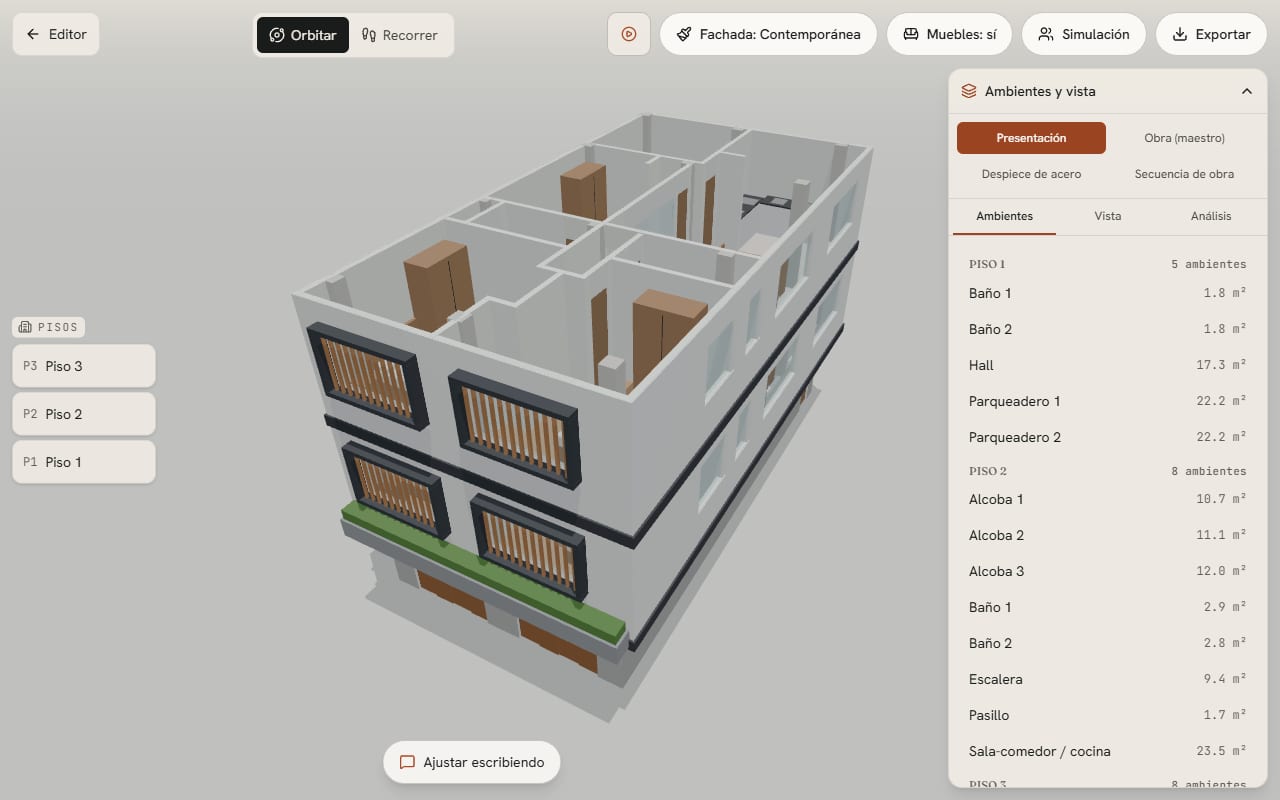 Editor
Orbitar
Recorrer
Fachada: Contemporánea
Muebles: sí
Simulación
Exportar
Ambientes y vista
Presentación
Obra (maestro)
Despiece de acero
Secuencia de obra
Ambientes
Vista
Análisis
PISO 1 5 ambientes
Baño 1 1.8 m²
Baño 2 1.8 m²
Hall 17.3 m²
Parqueadero 1 22.2 m²
Parqueadero 2 22.2 m²
PISO 2 8 ambientes
Alcoba 1 10.7 m²
Alcoba 2 11.1 m²
Alcoba 3 12.0 m²
Baño 1 2.9 m²
Baño 2 2.8 m²
Escalera 9.4 m²
Pasillo 1.7 m²
Sala-comedor / cocina 23.5 m²
PISO 3 8 ambientes
PISOS
P3 Piso 3
P2 Piso 2
P1 Piso 1
Ajustar escribiendo